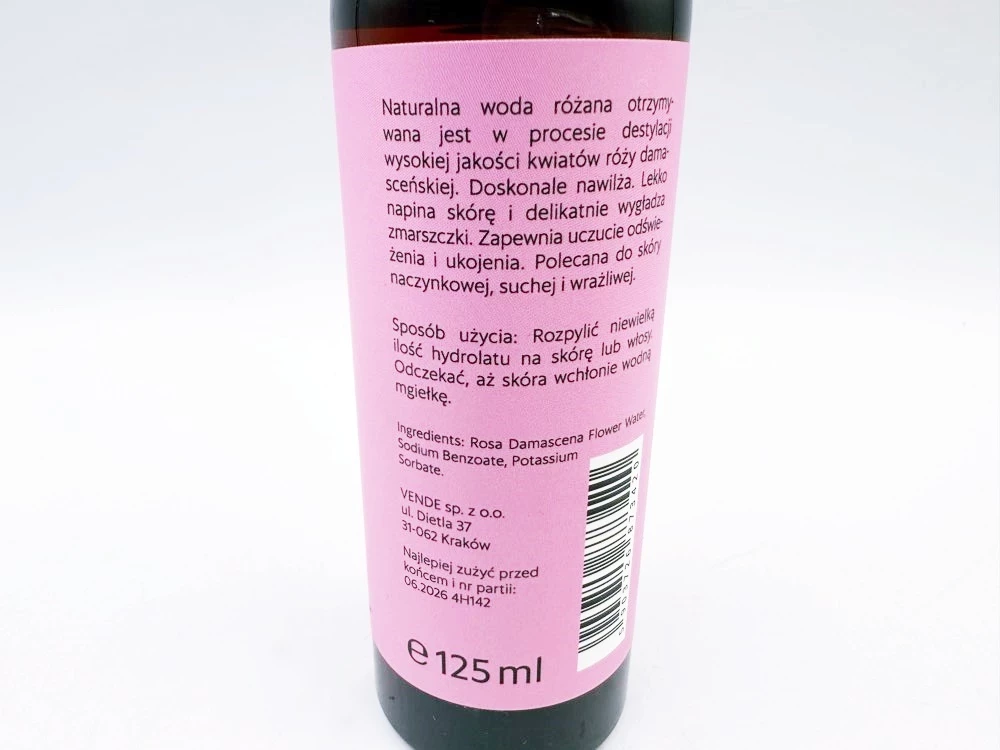 Naturalna woda różana otrzymy-
wana jest w procesie destylacji
wysokiej jakości kwiatów róży dama-
sceńskiej. Doskonale nawilża. Lekko
napina skórę i delikatnie wygładza
zmarszczki. Zapewnia uczucie odświe-
żenia i ukojenia. Polecana do skóry
naczynkowej, suchej i wrażliwej.
Sposób użycia: Rozpylić niewielką
ilość hydrolatu na skórę lub włosy.
Odczekać, aż skóra wchłonie wodną
mgiełkę.
Ingredients: Rosa Damascena Flower Water,
Sodium Benzoate, Potassium
Sorbate.
VENDE sp. z o.o.
ul. Dietla 37
31-062 Kraków
Najlepiej zużyć przed
końcem i nr partii:
06.2026 4H142
e 125 ml
5 903726 873420